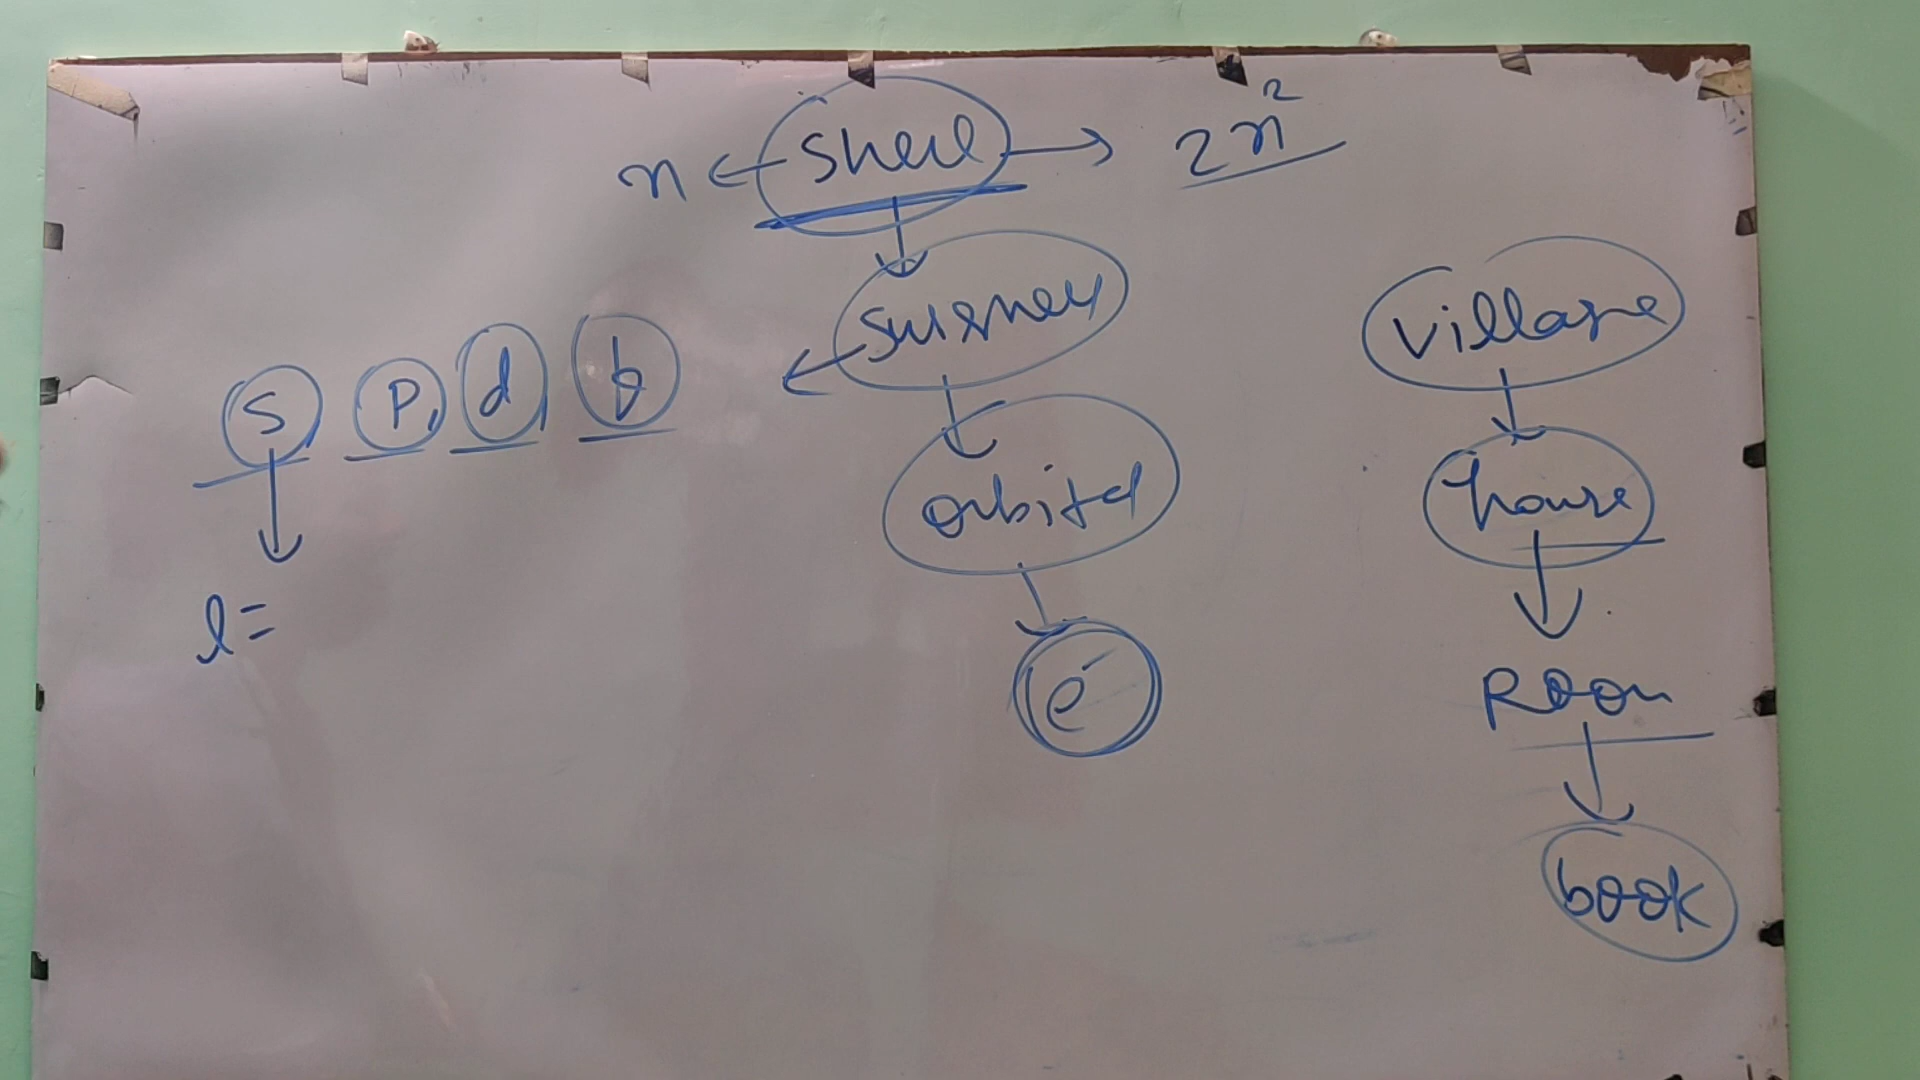 n ← Shell → 2n²
Subshell
Village
s, p, d, f
orbital
house
l =
e⁻
Room
book